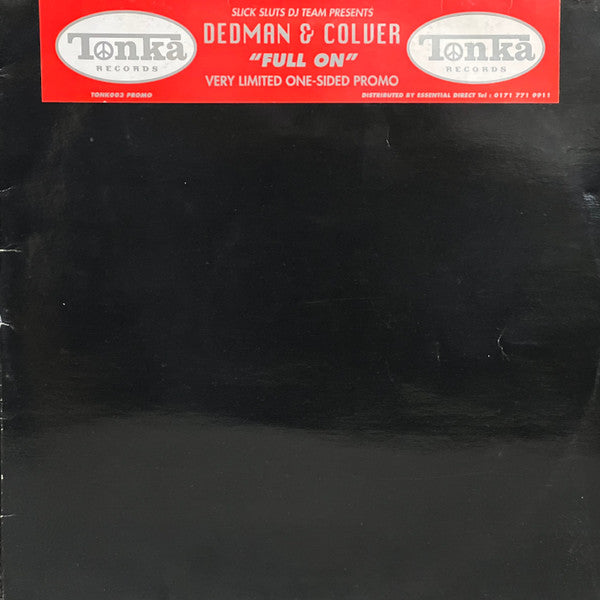 SLICK SLUTS DJ TEAM PRESENTS
DEDMAN & COLVER
"FULL ON"
VERY LIMITED ONE-SIDED PROMO
Tonka
RECORDS
Tonka
RECORDS
TONK003 PROMO
DISTRIBUTED BY ESSENTIAL DIRECT Tel : 0171 771 9911